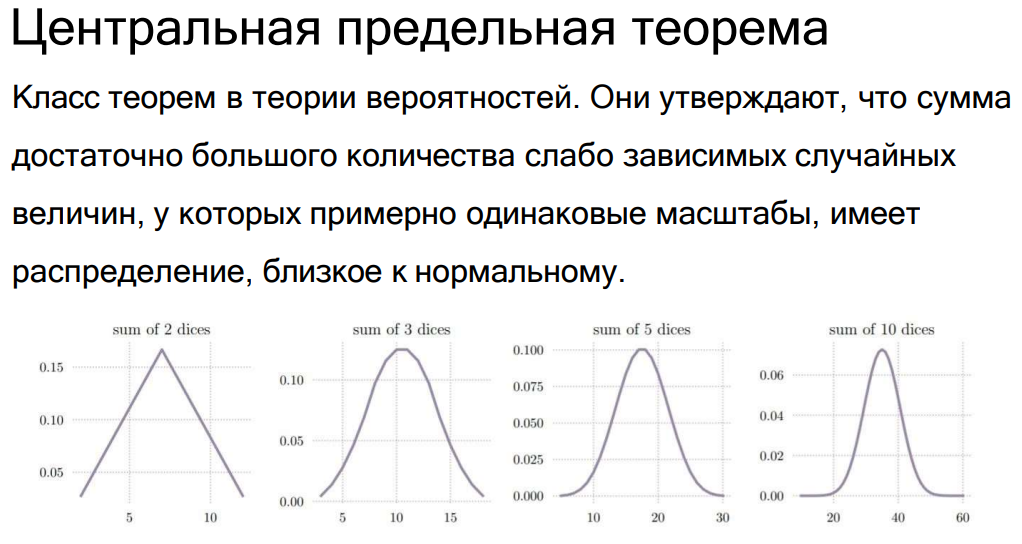 Центральная предельная теорема
Класс теорем в теории вероятностей. Они утверждают, что сумма
достаточно большого количества слабо зависимых случайных
величин, у которых примерно одинаковые масштабы, имеет
распределение, близкое к нормальному.
sum of 2 dices
0.15
0.10
0.05
5 10
sum of 3 dices
0.10
0.05
0.00
5 10 15
sum of 5 dices
0.100
0.075
0.050
0.025
0.000
10 20 30
sum of 10 dices
0.06
0.04
0.02
0.00
20 40 60